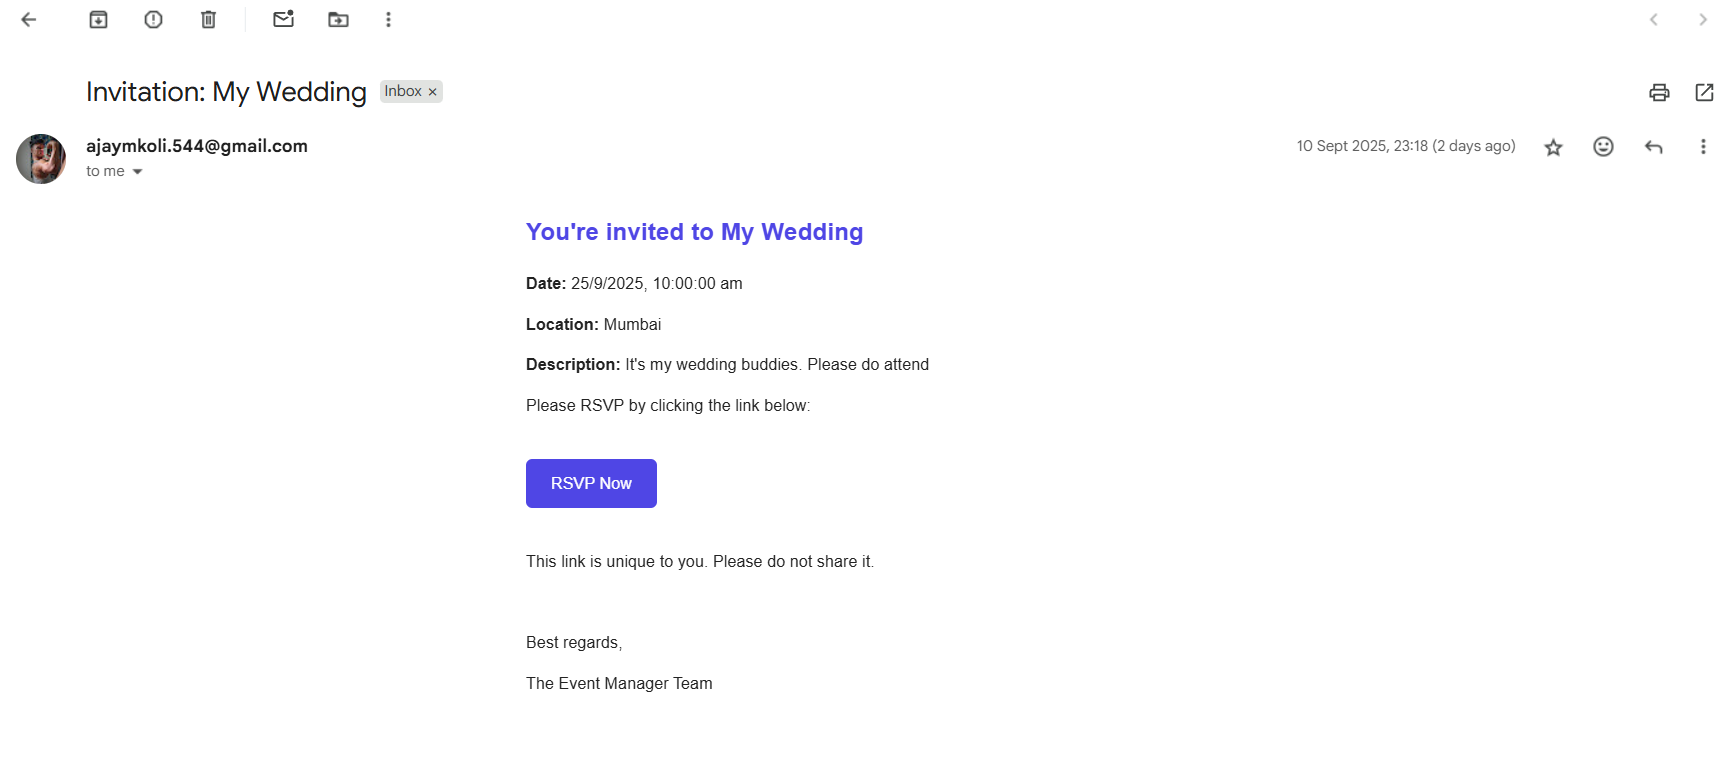 Invitation: My Wedding Inbox ×
ajaymkoli.544@gmail.com 10 Sept 2025, 23:18 (2 days ago)
to me
You're invited to My Wedding
Date: 25/9/2025, 10:00:00 am
Location: Mumbai
Description: It's my wedding buddies. Please do attend
Please RSVP by clicking the link below:
RSVP Now
This link is unique to you. Please do not share it.
Best regards,
The Event Manager Team